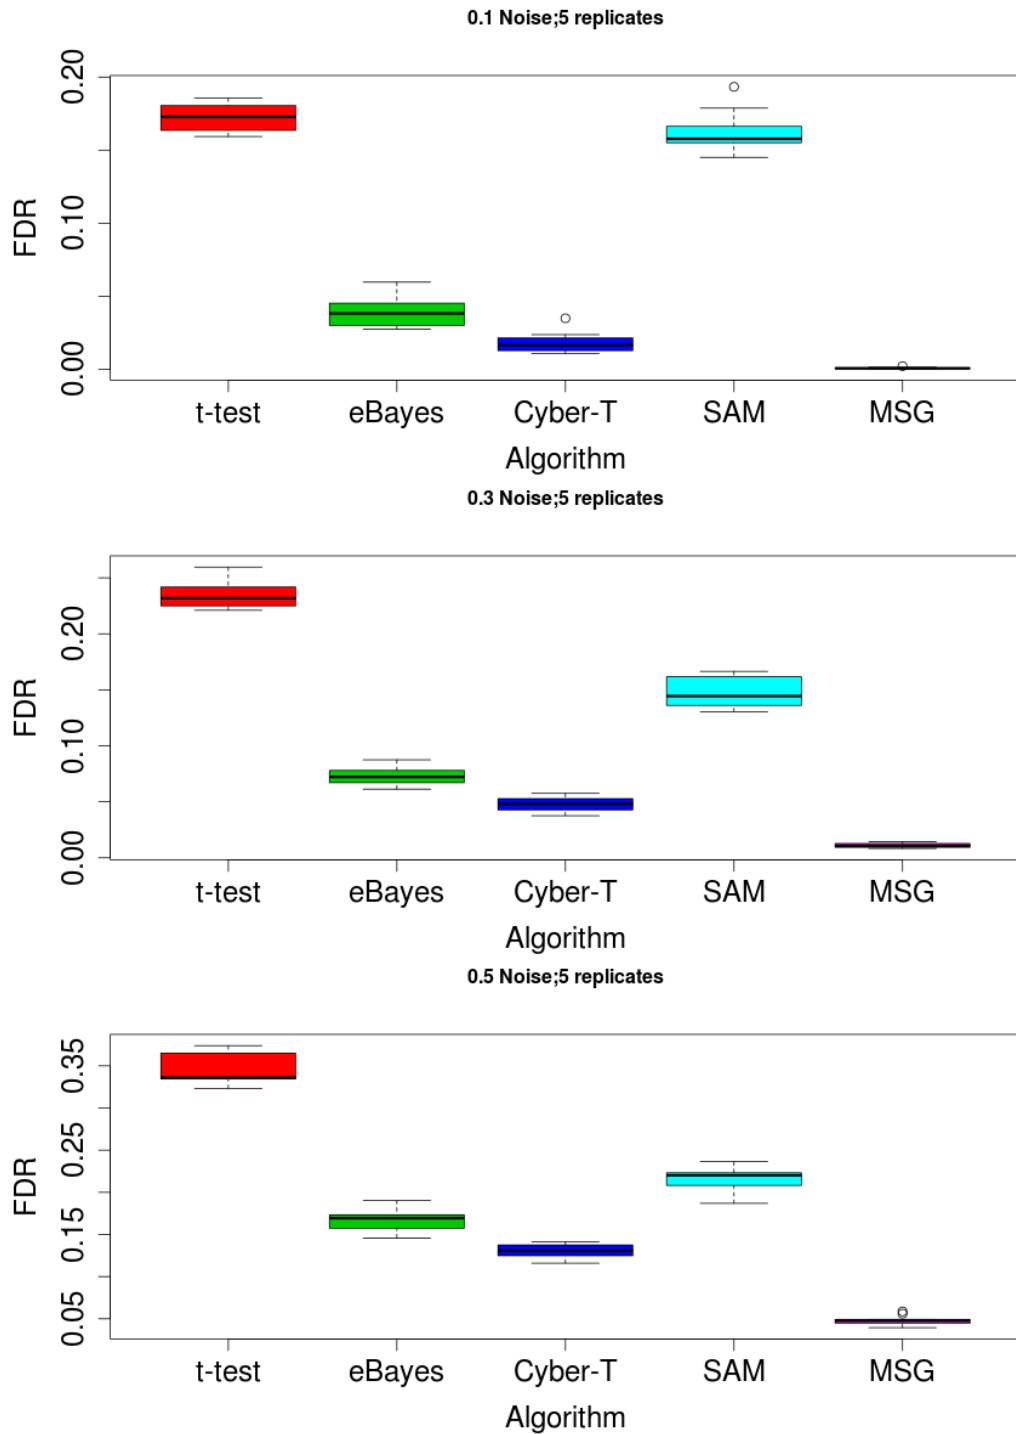 0.1 Noise;5 replicates
0.20
0.10
0.00
FDR
t-test eBayes Cyber-T SAM MSG
Algorithm
0.3 Noise;5 replicates
0.20
0.10
0.00
FDR
t-test eBayes Cyber-T SAM MSG
Algorithm
0.5 Noise;5 replicates
0.35
0.25
0.15
0.05
FDR
t-test eBayes Cyber-T SAM MSG
Algorithm